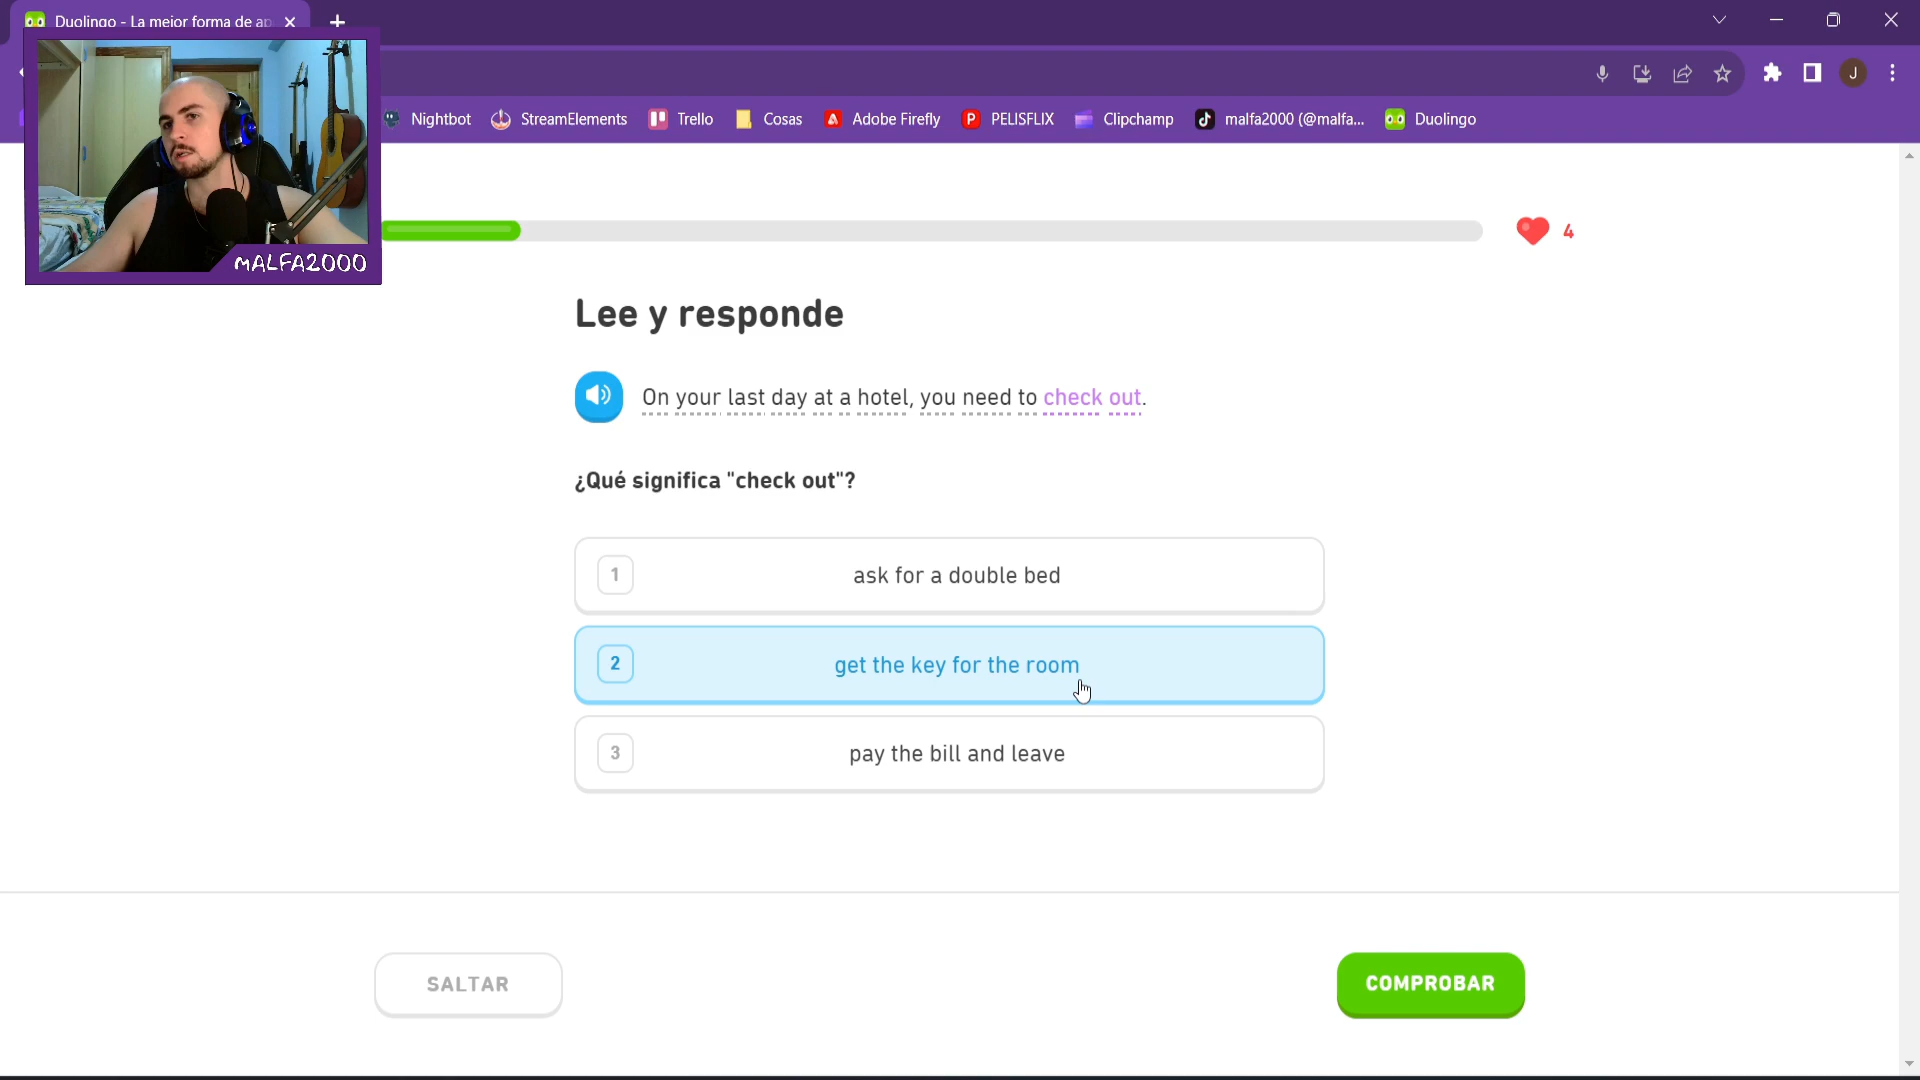 Duolingo - La mejor forma de ap
J
Nightbot StreamElements Trello Cosas Adobe Firefly PELISFLIX Clipchamp malfa2000 (@malfa... Duolingo
MALFA2000
4
Lee y responde
On your last day at a hotel, you need to check out.
¿Qué significa "check out"?
1 ask for a double bed
2 get the key for the room
3 pay the bill and leave
SALTAR
COMPROBAR